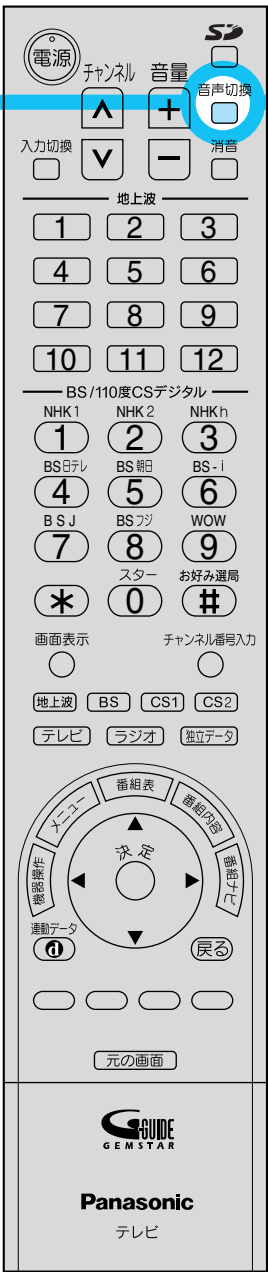 SD
電源
チャンネル 音量 音声切換
+
入力切換 消音
−
地上波
1 2 3
4 5 6
7 8 9
10 11 12
BS/110度CSデジタル
NHK1 NHK2 NHKh
1 2 3
BS日テレ BS朝日 BS-i
4 5 6
BSJ BSフジ WOW
7 8 9
スター お好み選局
* 0 #
画面表示 チャンネル番号入力
地上波 BS CS1 CS2
テレビ ラジオ 独立データ
機器操作 メニュー 番組表 番組内容 番組ナビ
決定
連動データ
d 戻る
元の画面
G-GUIDE
GEMSTAR
Panasonic
テレビ